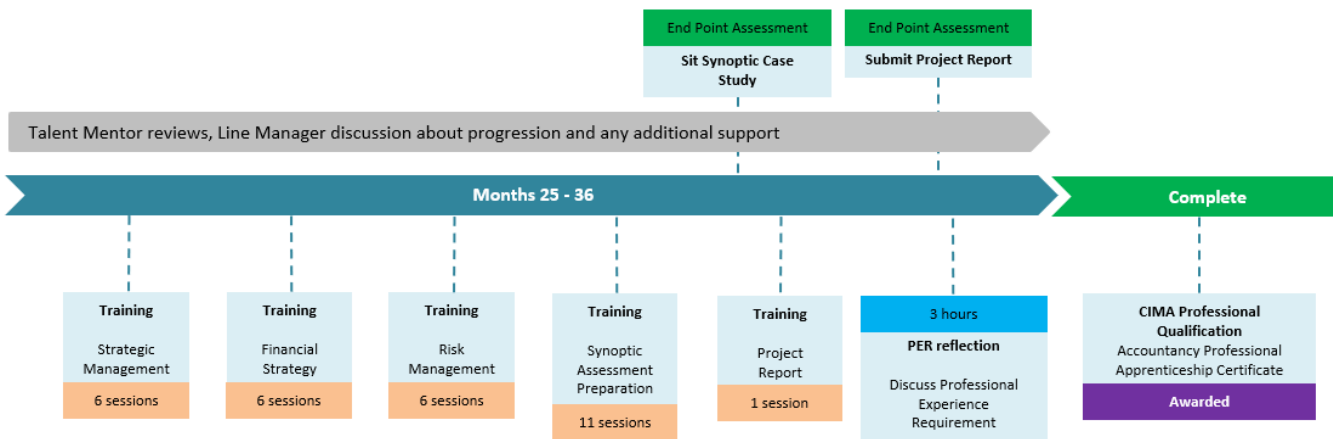 End Point Assessment
Sit Synoptic Case
Study
End Point Assessment
Submit Project Report
Talent Mentor reviews, Line Manager discussion about progression and any additional support
Months 25 - 36
Complete
Training
Strategic
Management
6 sessions
Training
Financial
Strategy
6 sessions
Training
Risk
Management
6 sessions
Training
Synoptic
Assessment
Preparation
11 sessions
Training
Project
Report
1 session
3 hours
PER reflection
Discuss Professional
Experience
Requirement
CIMA Professional
Qualification
Accountancy Professional
Apprenticeship Certificate
Awarded